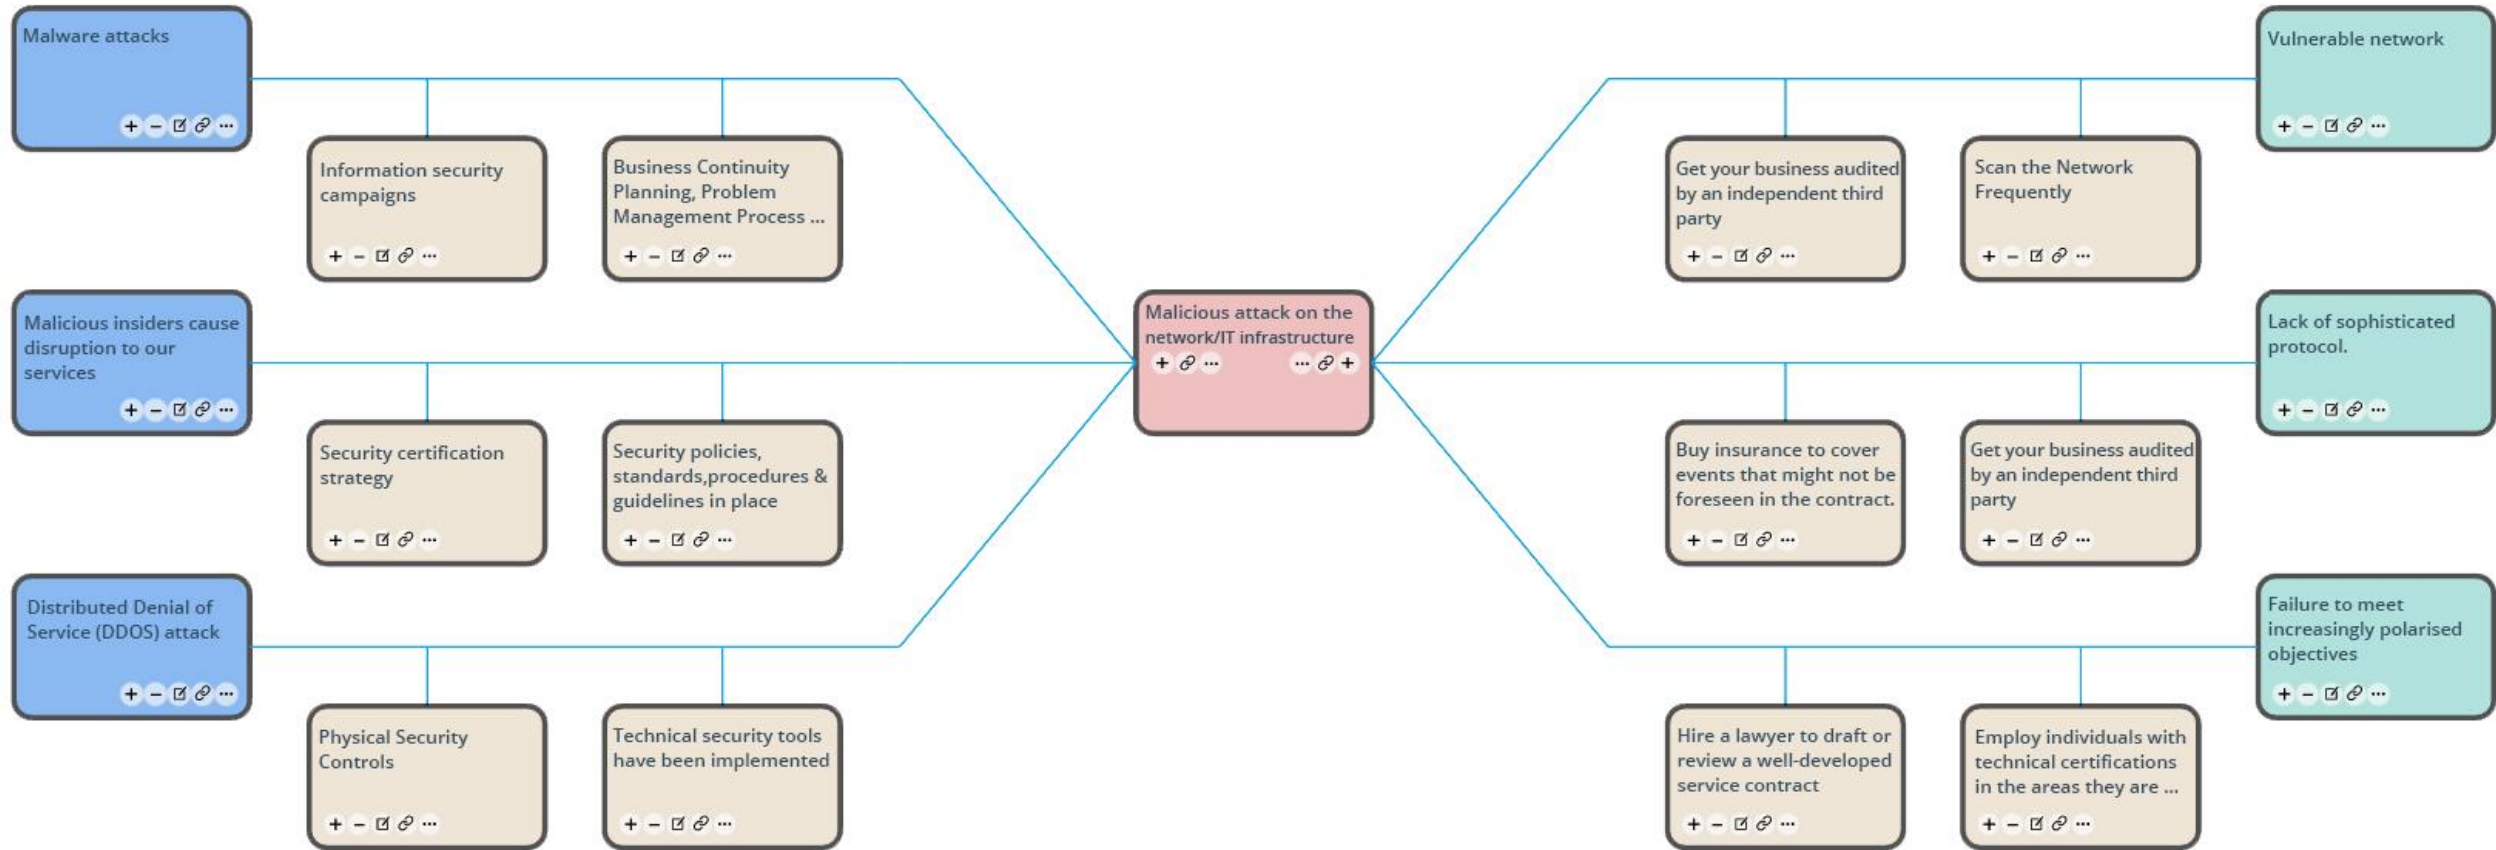 Malware attacks
Information security
campaigns
Business Continuity
Planning, Problem
Management Process ...
Malicious insiders cause
disruption to our
services
Security certification
strategy
Security policies,
standards,procedures &
guidelines in place
Distributed Denial of
Service (DDOS) attack
Physical Security
Controls
Technical security tools
have been implemented
Malicious attack on the
network/IT infrastructure
Vulnerable network
Get your business audited
by an independent third
party
Scan the Network
Frequently
Lack of sophisticated
protocol.
Buy insurance to cover
events that might not be
foreseen in the contract.
Get your business audited
by an independent third
party
Failure to meet
increasingly polarised
objectives
Hire a lawyer to draft or
review a well-developed
service contract
Employ individuals with
technical certifications
in the areas they are ...